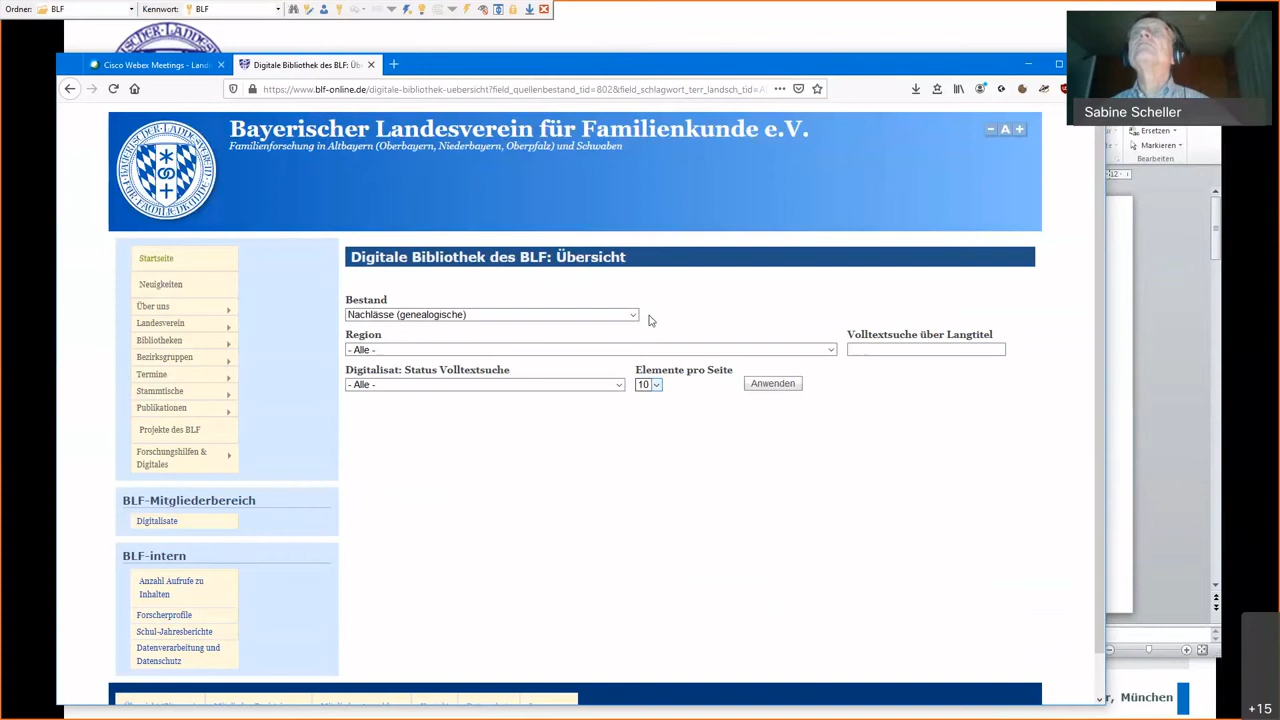 Ordner: BLF Kennwort: BLF
Cisco Webex Meetings - Landi
Digitale Bibliothek des BLF: Üb
https://www.blf-online.de/digitale-bibliothek-uebersicht?field_quellenbestand_tid=802&field_schlagwort_terr_landsch_tid=A
Sabine Scheller
Ersetzen
Markieren
Bearbeiten
12
Bayerischer Landesverein für Familienkunde e.V.
Familienforschung in Altbayern (Oberbayern, Niederbayern, Oberpfalz) und Schwaben
- A +
Startseite
Neuigkeiten
Über uns
Landesverein
Bibliotheken
Bezirksgruppen
Termine
Stammtische
Publikationen
Projekte des BLF
Forschungshilfen &
Digitales
BLF-Mitgliederbereich
Digitalisate
BLF-intern
Anzahl Aufrufe zu
Inhalten
Forscherprofile
Schul-Jahresberichte
Datenverarbeitung und
Datenschutz
Digitale Bibliothek des BLF: Übersicht
Bestand
Nachlässe (genealogische)
Region
- Alle -
Volltextsuche über Langtitel
Digitalisat: Status Volltextsuche
- Alle -
Elemente pro Seite
10
Anwenden
r, München
+15